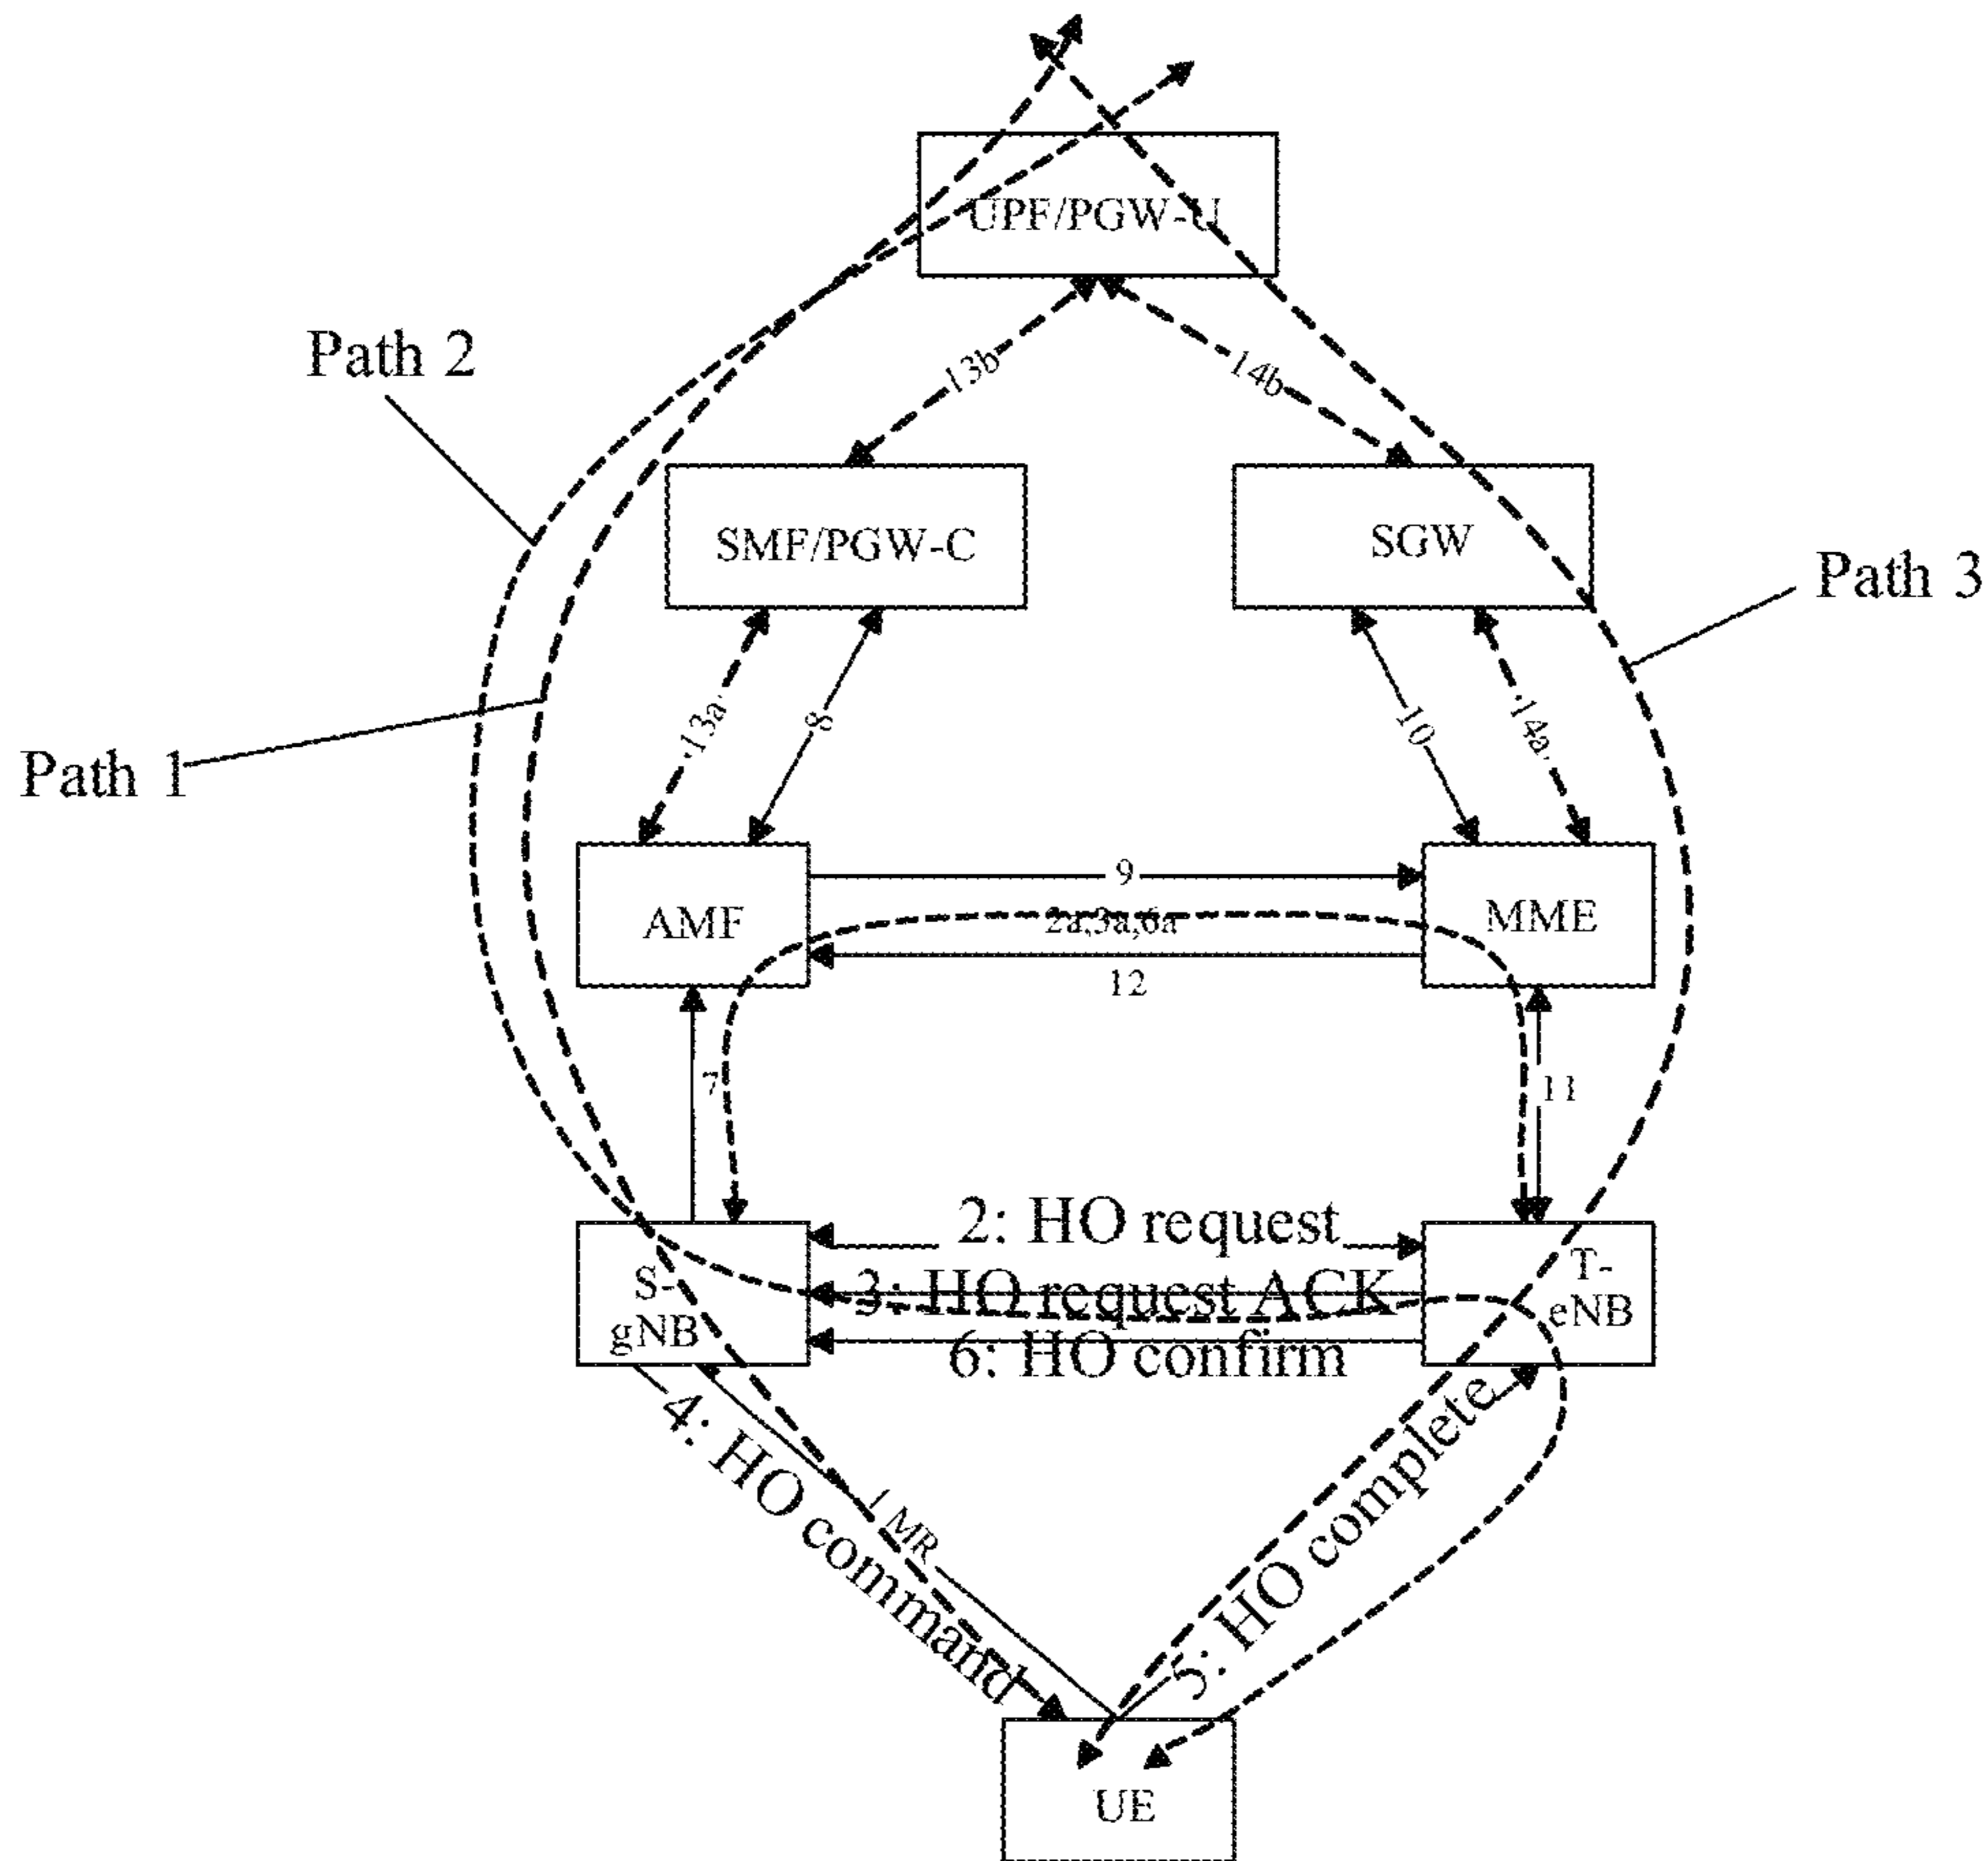 UPF/PGW-U
Path 2
13b
14b
SMF/PGW-C
SGW
Path 3
13a
8
10
14a
Path 1
9
AMF
2a,3a,6a
MME
12
7
11
2: HO request
S-
gNB
3: HO request ACK
T-
eNB
6: HO confirm
4: HO command
1 MR
5: HO complete
UE